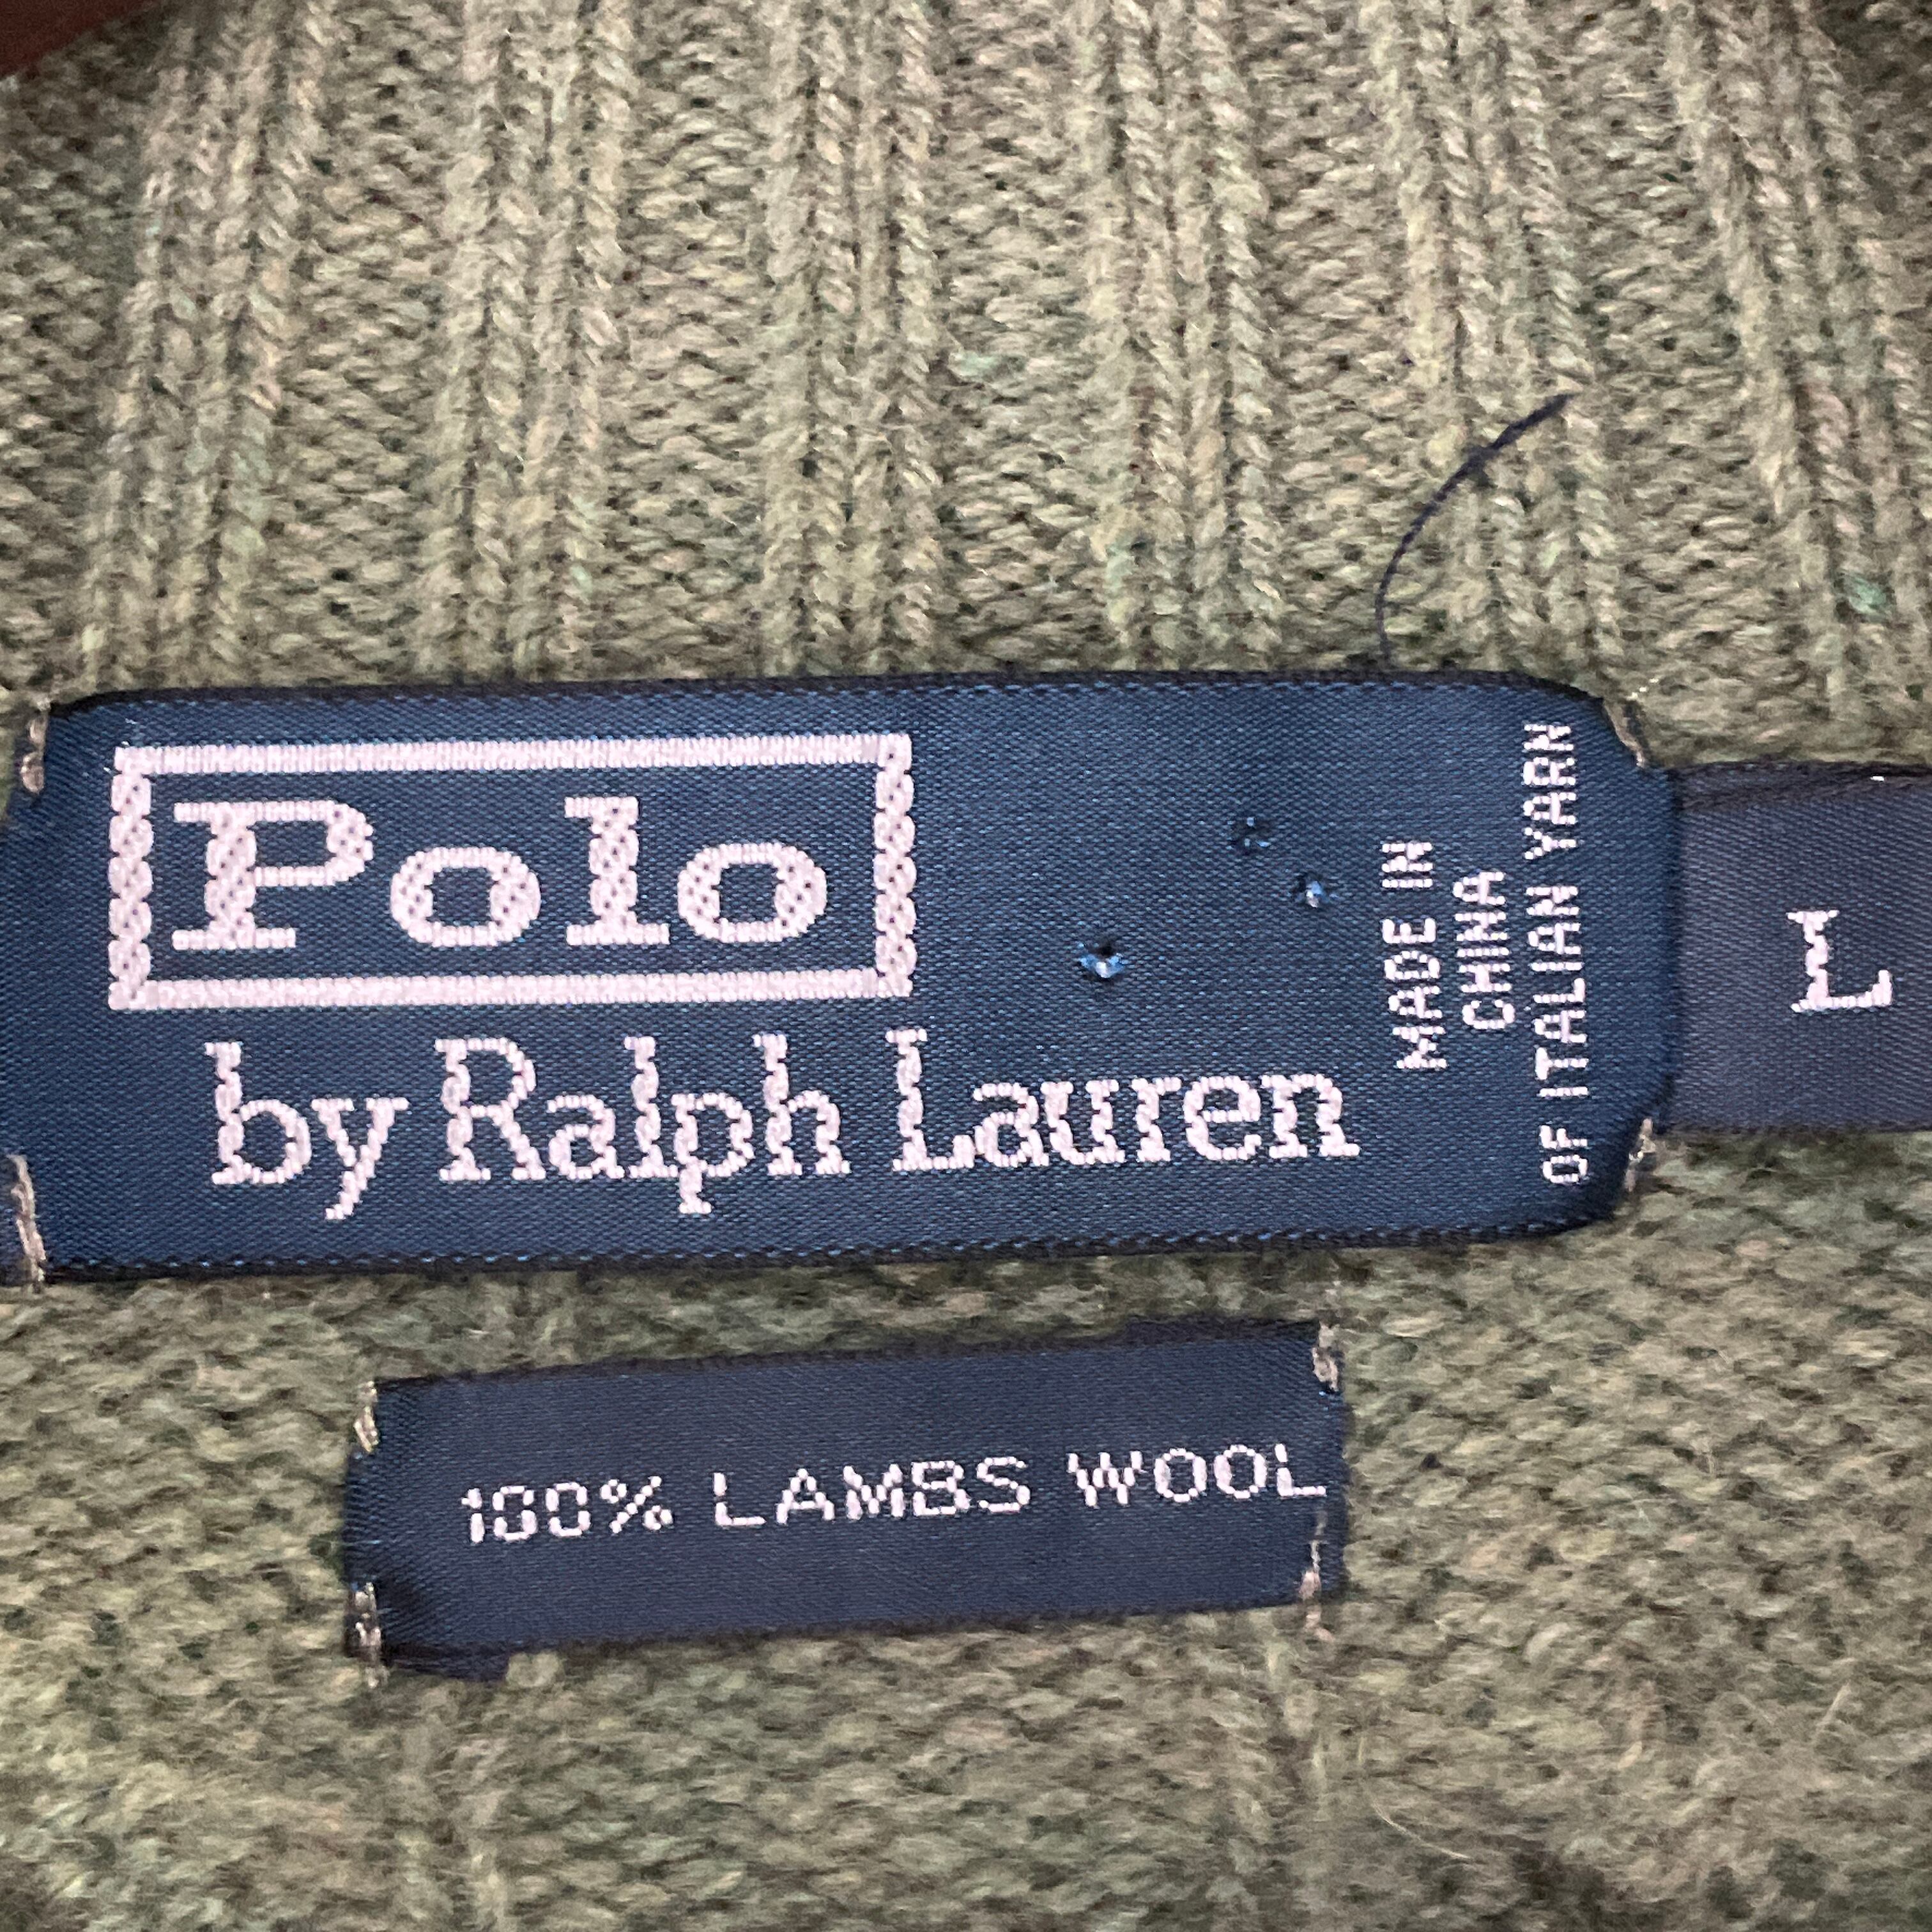 Polo
by Ralph Lauren
MADE IN
CHINA
OF ITALIAN YARN
L
100% LAMBS WOOL